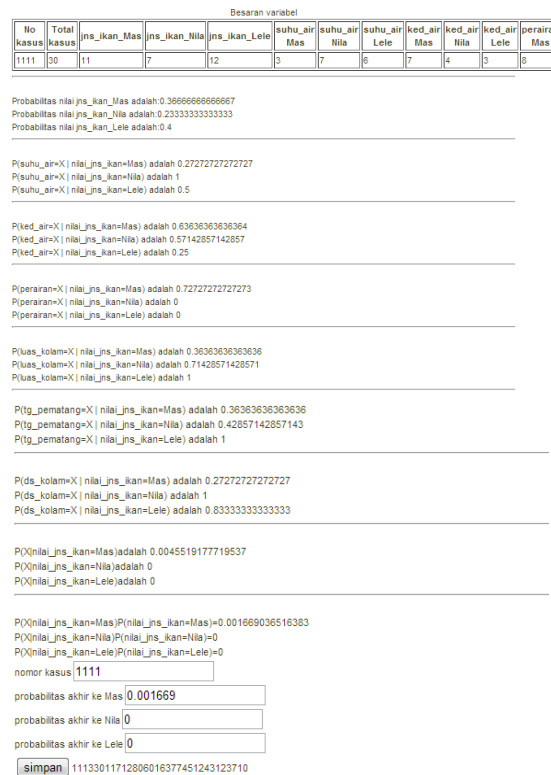 Besaran variabel
No kasus Total kasus jns_ikan_Mas jns_ikan_Nila jns_ikan_Lele suhu_air Mas suhu_air Nila suhu_air Lele ked_air Mas ked_air Nila ked_air Lele peraira Mas
1111 30 11 7 12 3 7 6 7 4 3 8
Probabilitas nilai jns_ikan_Mas adalah:0.36666666666667
Probabilitas nilai jns_ikan_Nila adalah:0.23333333333333
Probabilitas nilai jns_ikan_Lele adalah:0.4
P(suhu_air=X | nilai_jns_ikan=Mas) adalah 0.27272727272727
P(suhu_air=X | nilai_jns_ikan=Nila) adalah 1
P(suhu_air=X | nilai_jns_ikan=Lele) adalah 0.5
P(ked_air=X | nilai_jns_ikan=Mas) adalah 0.63636363636364
P(ked_air=X | nilai_jns_ikan=Nila) adalah 0.57142857142857
P(ked_air=X | nilai_jns_ikan=Lele) adalah 0.25
P(perairan=X | nilai_jns_ikan=Mas) adalah 0.72727272727273
P(perairan=X | nilai_jns_ikan=Nila) adalah 0
P(perairan=X | nilai_jns_ikan=Lele) adalah 0
P(luas_kolam=X | nilai_jns_ikan=Mas) adalah 0.36363636363636
P(luas_kolam=X | nilai_jns_ikan=Nila) adalah 0.71428571428571
P(luas_kolam=X | nilai_jns_ikan=Lele) adalah 1
P(tg_pematang=X | nilai_jns_ikan=Mas) adalah 0.36363636363636
P(tg_pematang=X | nilai_jns_ikan=Nila) adalah 0.42857142857143
P(tg_pematang=X | nilai_jns_ikan=Lele) adalah 1
P(ds_kolam=X | nilai_jns_ikan=Mas) adalah 0.27272727272727
P(ds_kolam=X | nilai_jns_ikan=Nila) adalah 1
P(ds_kolam=X | nilai_jns_ikan=Lele) adalah 0.83333333333333
P(X|nilai_jns_ikan=Mas)adalah 0.0045519177719537
P(X|nilai_jns_ikan=Nila)adalah 0
P(X|nilai_jns_ikan=Lele)adalah 0
P(X|nilai_jns_ikan=Mas)P(nilai_jns_ikan=Mas)=0.001669036516383
P(X|nilai_jns_ikan=Nila)P(nilai_jns_ikan=Nila)=0
P(X|nilai_jns_ikan=Lele)P(nilai_jns_ikan=Lele)=0
nomor kasus 1111
probabilitas akhir ke Mas 0.001669
probabilitas akhir ke Nila 0
probabilitas akhir ke Lele 0
simpan 111330117128060163774512431​23710